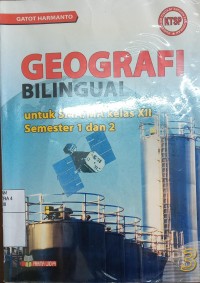 GATOT HARMANTO
KTSP
GEOGRAFI
BILINGUAL
untuk SMA/MA Kelas XII
Semester 1 dan 2
3